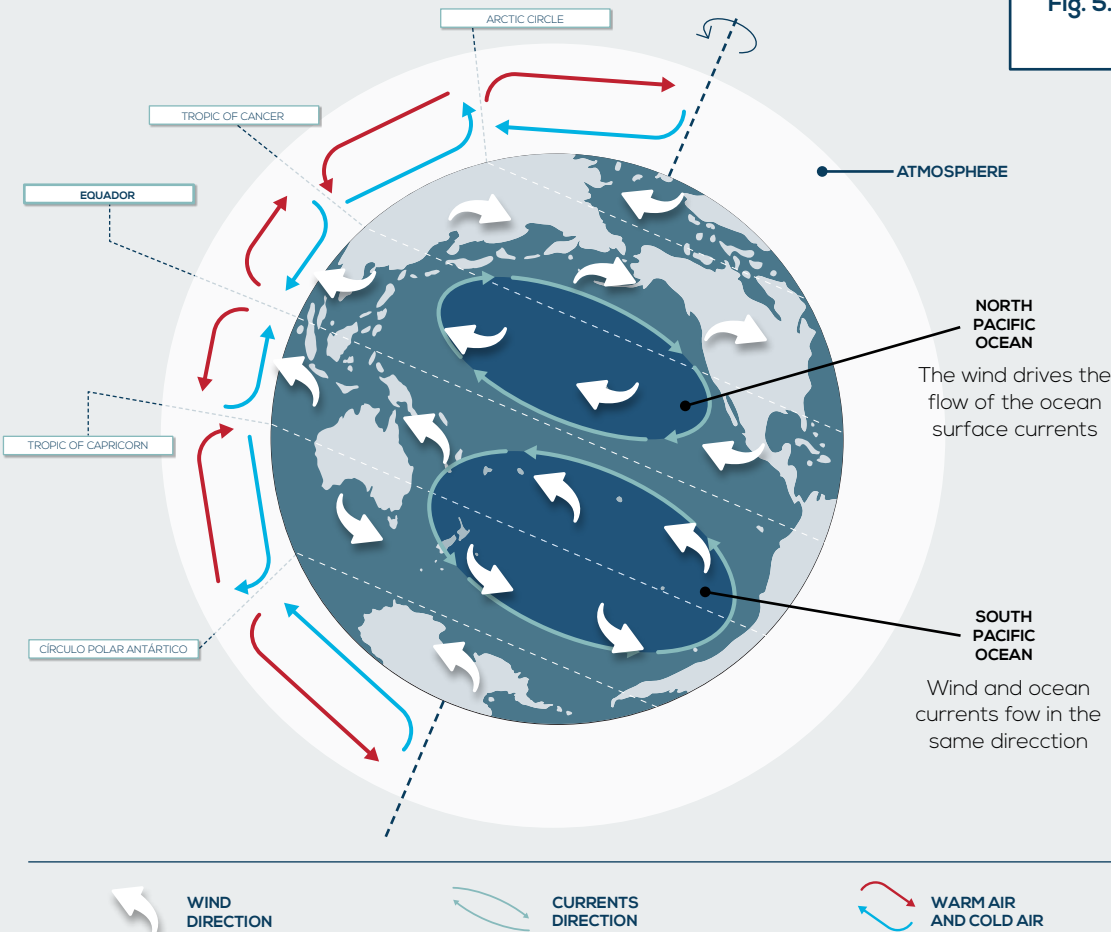 Fig. 5.
ARCTIC CIRCLE
TROPIC OF CANCER
ATMOSPHERE
EQUADOR
NORTH
PACIFIC
OCEAN
The wind drives the
flow of the ocean
surface currents
TROPIC OF CAPRICORN
CÍRCULO POLAR ANTÁRTICO
SOUTH
PACIFIC
OCEAN
Wind and ocean
currents fow in the
same direcction
WIND
DIRECTION
CURRENTS
DIRECTION
WARM AIR
AND COLD AIR